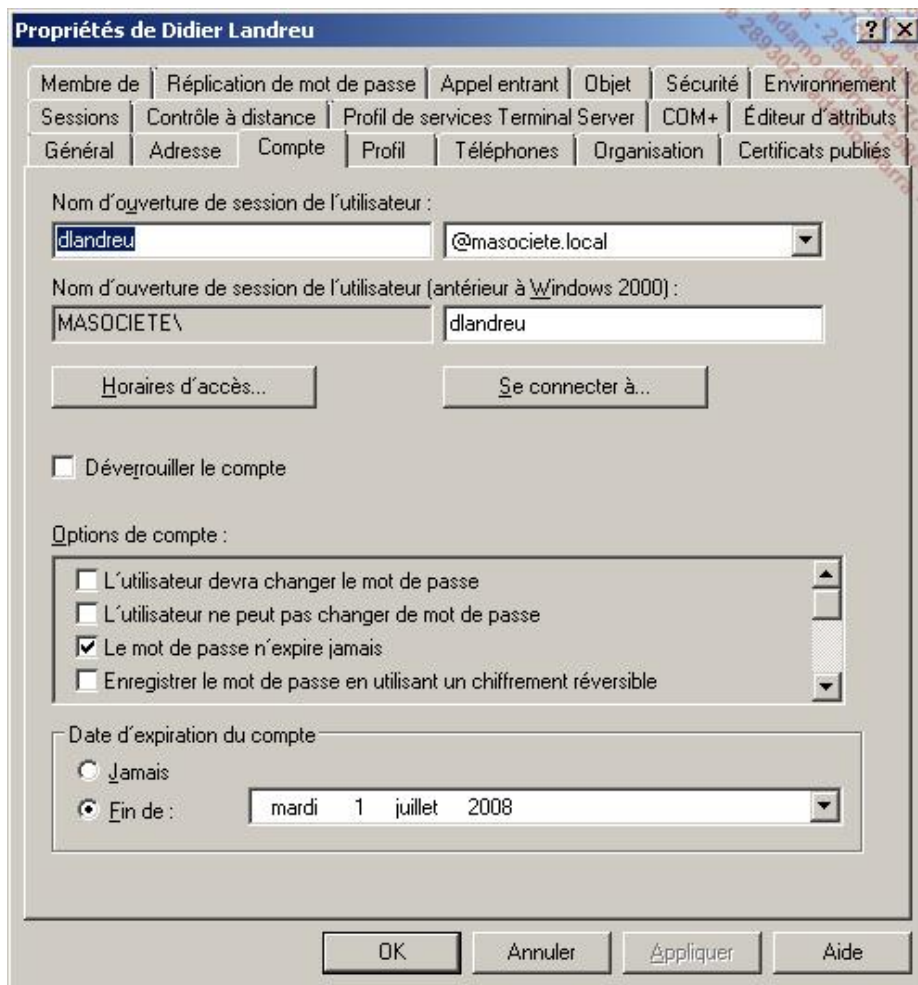 Propriétés de Didier Landreu
Membre de Réplication de mot de passe Appel entrant Objet Sécurité Environnement
Sessions Contrôle à distance Profil de services Terminal Server COM+ Éditeur d'attributs
Général Adresse Compte Profil Téléphones Organisation Certificats publiés
Nom d'ouverture de session de l'utilisateur :
dlandreu @masociete.local
Nom d'ouverture de session de l'utilisateur (antérieur à Windows 2000) :
MASOCIETE\ dlandreu
Horaires d'accès... Se connecter à...
Déverrouiller le compte
Options de compte :
L'utilisateur devra changer le mot de passe
L'utilisateur ne peut pas changer de mot de passe
Le mot de passe n'expire jamais
Enregistrer le mot de passe en utilisant un chiffrement réversible
Date d'expiration du compte
Jamais
Fin de : mardi 1 juillet 2008
OK Annuler Appliquer Aide